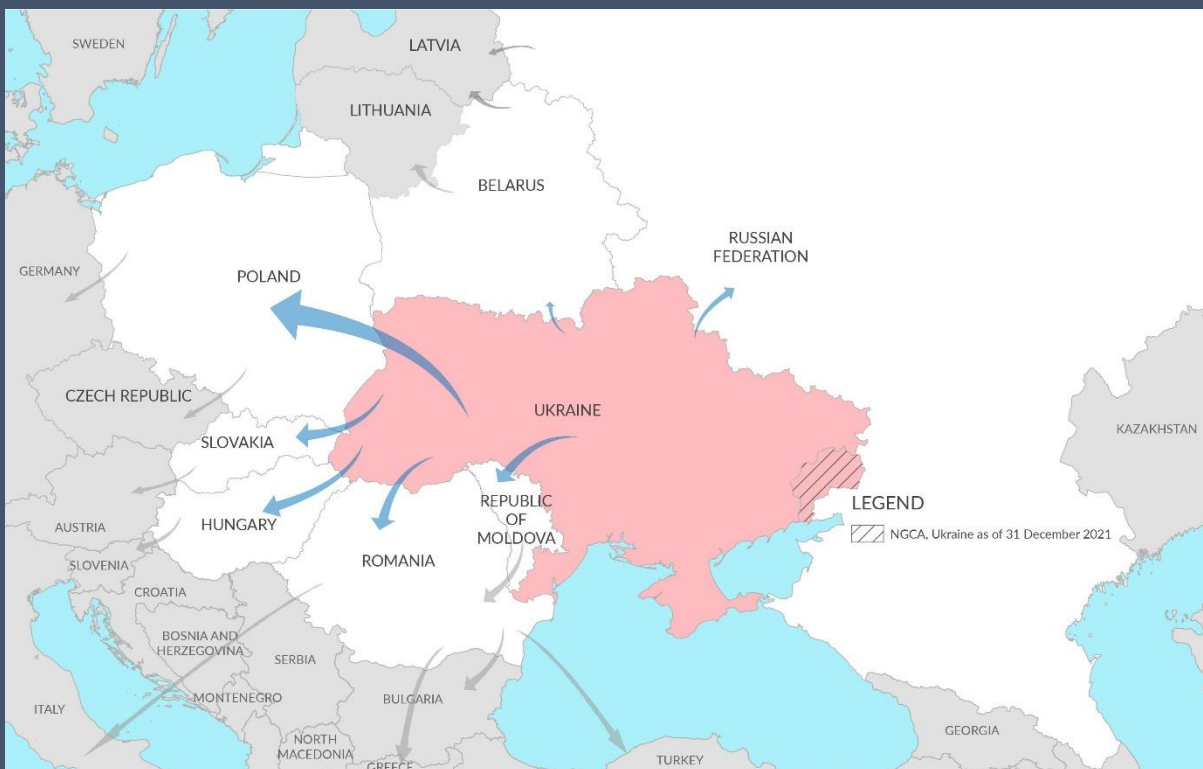 SWEDEN
LATVIA
LITHUANIA
BELARUS
RUSSIAN
FEDERATION
GERMANY
POLAND
CZECH REPUBLIC
UKRAINE
KAZAKHSTAN
SLOVAKIA
LEGEND
NGCA, Ukraine as of 31 December 2021
AUSTRIA
HUNGARY
REPUBLIC
OF
MOLDOVA
ROMANIA
SLOVENIA
CROATIA
BOSNIA AND
HERZEGOVINA
SERBIA
MONTENEGRO
BULGARIA
ITALY
NORTH
MACEDONIA
GREECE
TURKEY
GEORGIA